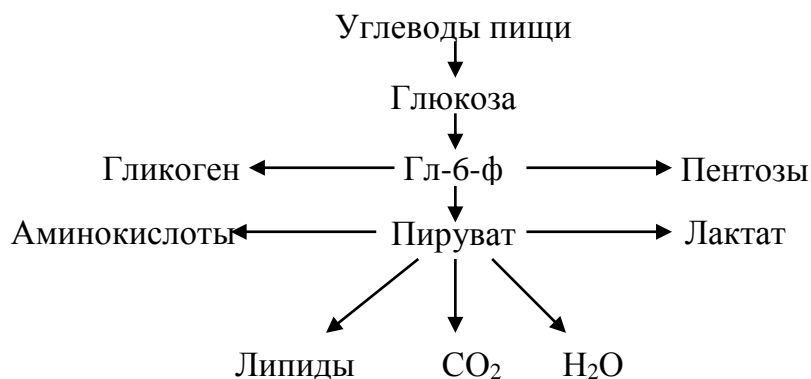 Углеводы пищи
Глюкоза
Гликоген Гл-6-ф Пентозы
Аминокислоты Пируват Лактат
Липиды CO₂ H₂O